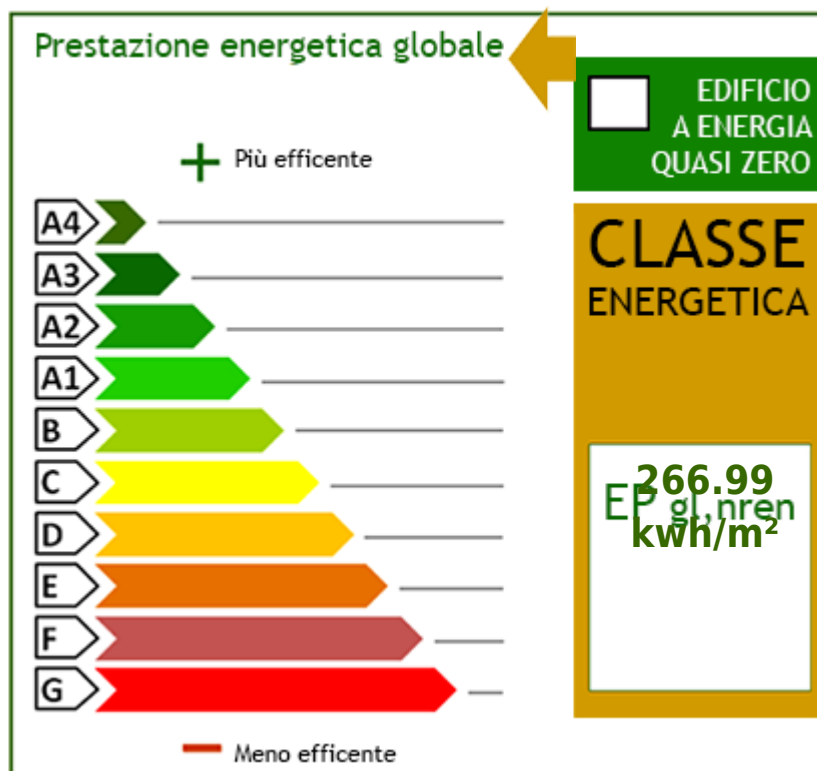 Prestazione energetica globale
Più efficente
A4
A3
A2
A1
B
C
D
E
F
G
Meno efficente
EDIFICIO
A ENERGIA
QUASI ZERO
CLASSE
ENERGETICA
266.99
EP gl,nren
kwh/m²